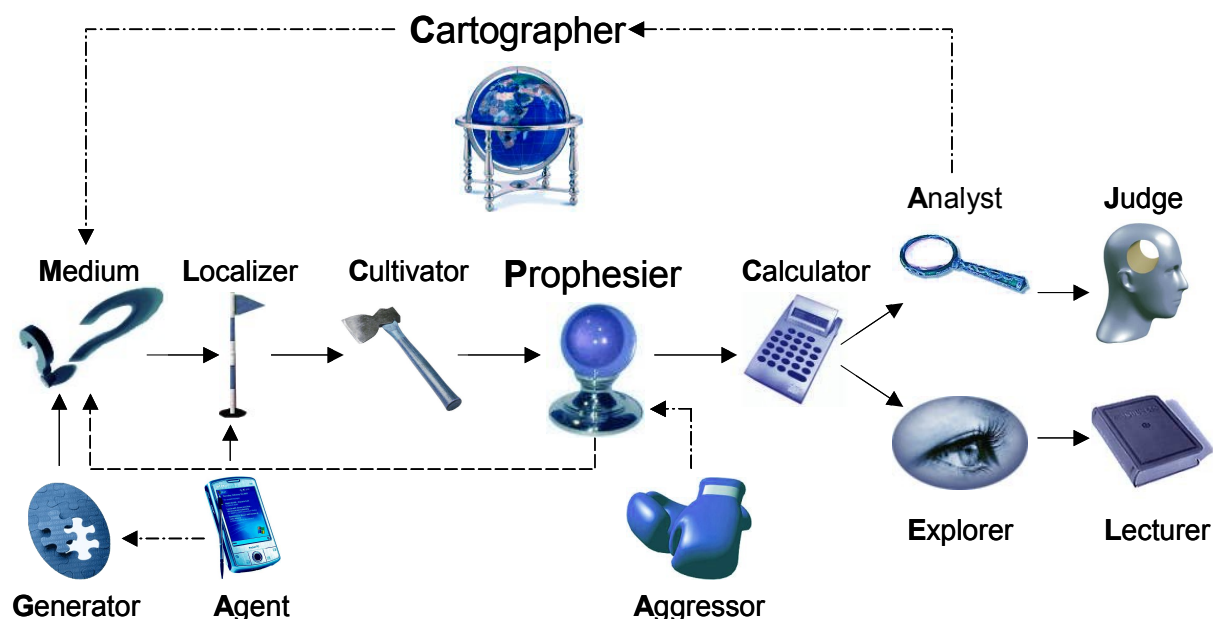 Cartographer
Analyst
Judge
Medium
Localizer
Cultivator
Prophesier
Calculator
Explorer
Lecturer
Generator
Agent
Aggressor